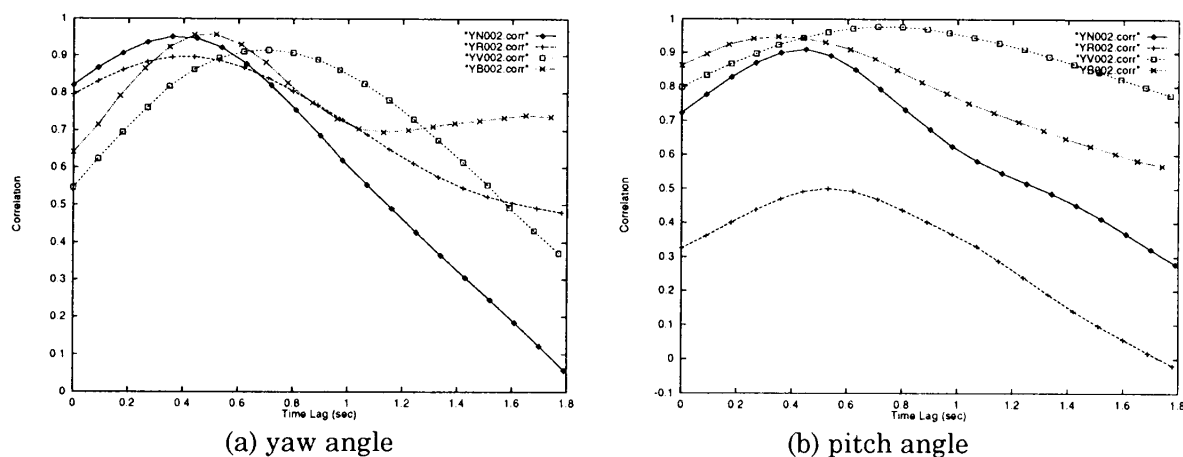 1
0.9
0.8
0.7
0.6
0.5
0.4
0.3
0.2
0.1
0
Correlation
"YN002.corr"
"YR002.corr"
"YV002.corr"
"YB002.corr"
0 0.2 0.4 0.6 0.8 1 1.2 1.4 1.6 1.8
Time Lag (sec)
(a) yaw angle
1
0.9
0.8
0.7
0.6
0.5
0.4
0.3
0.2
0.1
0
-0.1
Correlation
"YN002.corr"
"YR002.corr"
"YV002.corr"
"YB002.corr"
0 0.2 0.4 0.6 0.8 1 1.2 1.4 1.6 1.8
Time Lag (sec)
(b) pitch angle